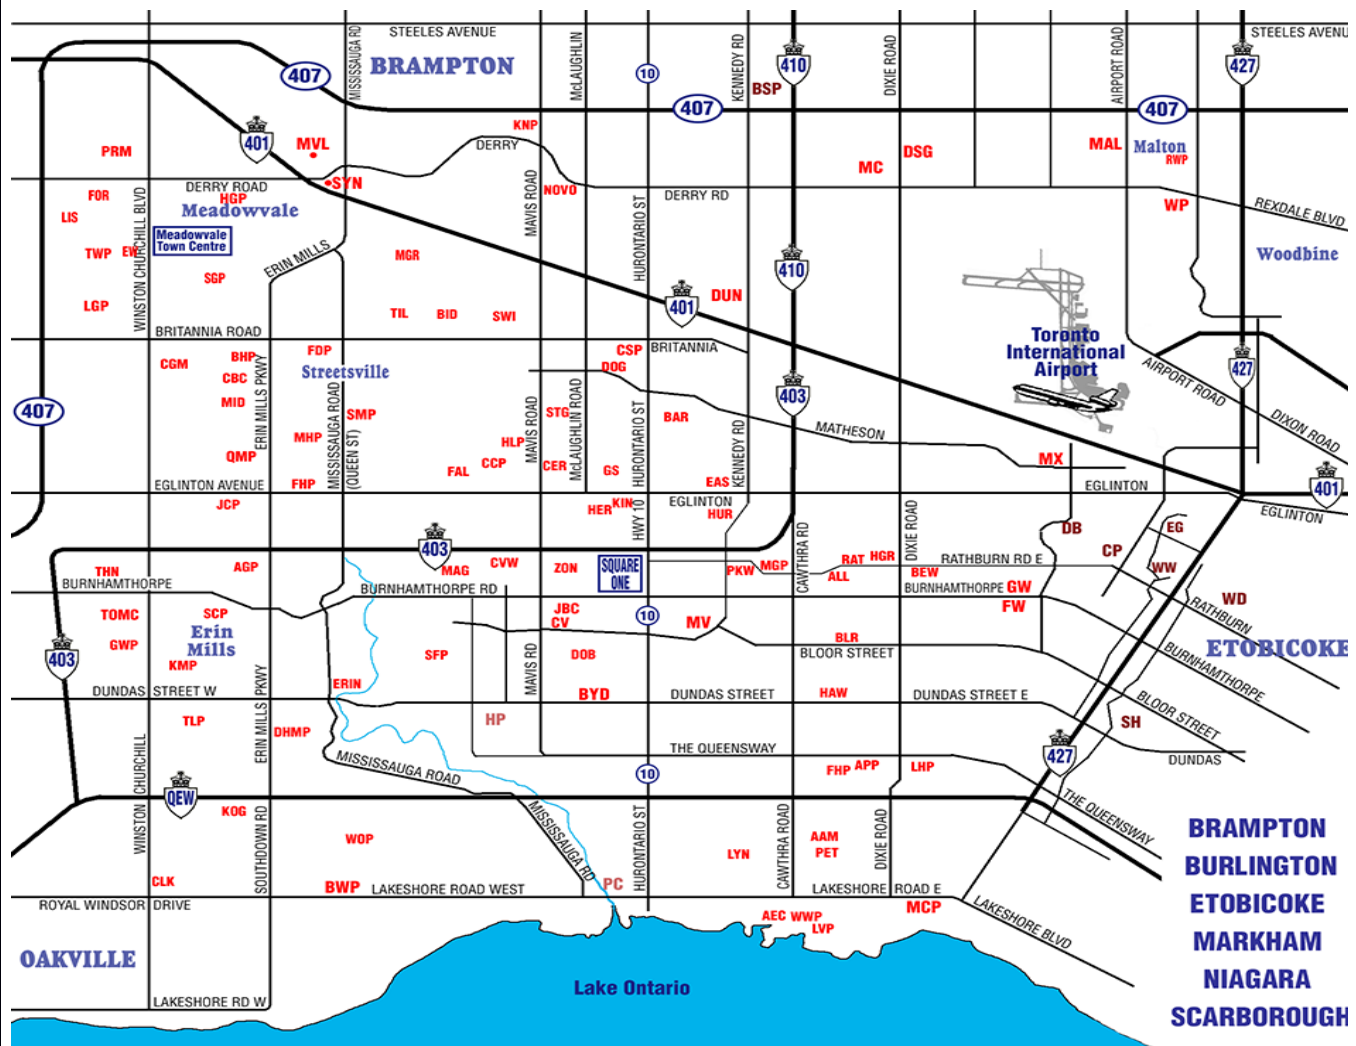 STEELES AVENUE
STEELES AVENU
MISSISSAUGA RD
McLAUGHLIN
KENNEDY RD
DIXIE ROAD
AIRPORT ROAD
BRAMPTON
407
10
410
427
BSP
407
407
401
PRM
MVL
KNP
DERRY
MC
DSG
MAL
Malton
RWP
SYN
FOR
DERRY ROAD
HGP
NOVO
DERRY RD
WP
REXDALE BLVD
LIS
Meadowvale
WINSTON CHURCHILL BLVD
MAVIS ROAD
HURONTARIO ST
TWP
EW
Meadowvale
Town Centre
ERIN MILLS
MGR
410
Woodbine
SGP
LGP
TIL
BID
SWI
DUN
401
BRITANNIA ROAD
BRITANNIA
Toronto
International
Airport
CGM
BHP
FDP
CSP
DOG
Streetsville
CBC
427
AIRPORT ROAD
407
MID
403
ERIN MILLS PKWY
MISSISSAUGA ROAD
(QUEEN ST)
SMP
STG
MAVIS ROAD
McLAUGHLIN ROAD
HURONTARIO ST
BAR
KENNEDY RD
MATHESON
DIXON ROAD
MHP
HLP
QMP
FAL
CCP
CER
GS
MX
EGLINTON AVENUE
FHP
EAS
EGLINTON
401
JCP
HER
KIN
HWY 10
EGLINTON
HUR
EGLINTON
403
CAWTHRA RD
DIXIE ROAD
DB
EG
CP
THN
AGP
MAG
CVW
ZON
SQUARE
ONE
PKW
MGP
RAT
HGR
RATHBURN RD E
WW
BURNHAMTHORPE
BURNHAMTHORPE RD
ALL
BEW
BURNHAMTHORPE
GW
FW
WD
RATHBURN
TOMC
SCP
JBC
CV
10
MV
Erin
Mills
GWP
KMP
403
SFP
DOB
BLR
BLOOR STREET
ETOBICOKE
BURNHAMTHORPE
MAVIS RD
ERIN
DUNDAS STREET W
ERIN MILLS PKWY
BYD
DUNDAS STREET
HAW
DUNDAS STREET E
BLOOR STREET
TLP
DHMP
HP
SH
THE QUEENSWAY
427
DUNDAS
WINSTON CHURCHILL
MISSISSAUGA ROAD
10
FHP
APP
LHP
QEW
KOG
SOUTHDOWN RD
MISSISSAUGA RD
HURONTARIO ST
CAWTHRA ROAD
DIXIE ROAD
THE QUEENSWAY
WOP
LYN
AAM
PET
CLK
BWP
LAKESHORE ROAD WEST
PC
LAKESHORE ROAD E
ROYAL WINDSOR DRIVE
AEC
WWP
LVP
MCP
LAKESHORE BLVD
OAKVILLE
Lake Ontario
LAKESHORE RD W
BRAMPTON
BURLINGTON
ETOBICOKE
MARKHAM
NIAGARA
SCARBOROUGH